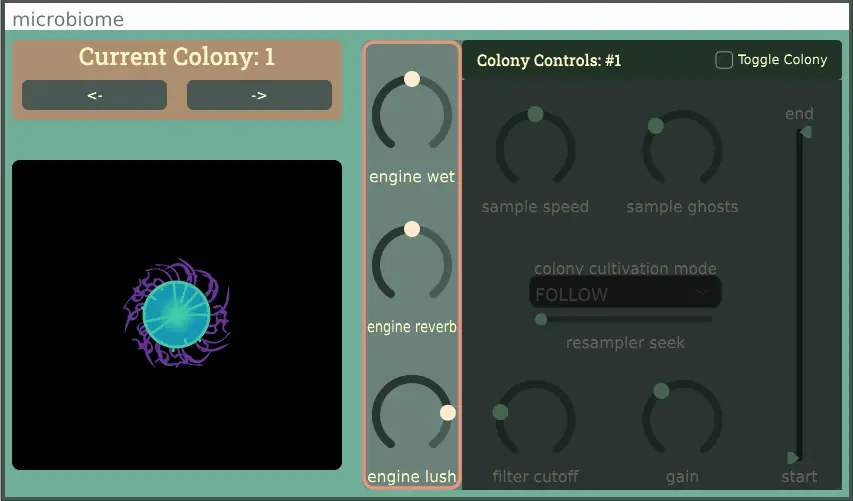 microbiome
Current Colony: 1
<- ->
engine wet
engine reverb
engine lush
Colony Controls: #1
Toggle Colony
sample speed
sample ghosts
end
colony cultivation mode
FOLLOW
resampler seek
filter cutoff
gain
start